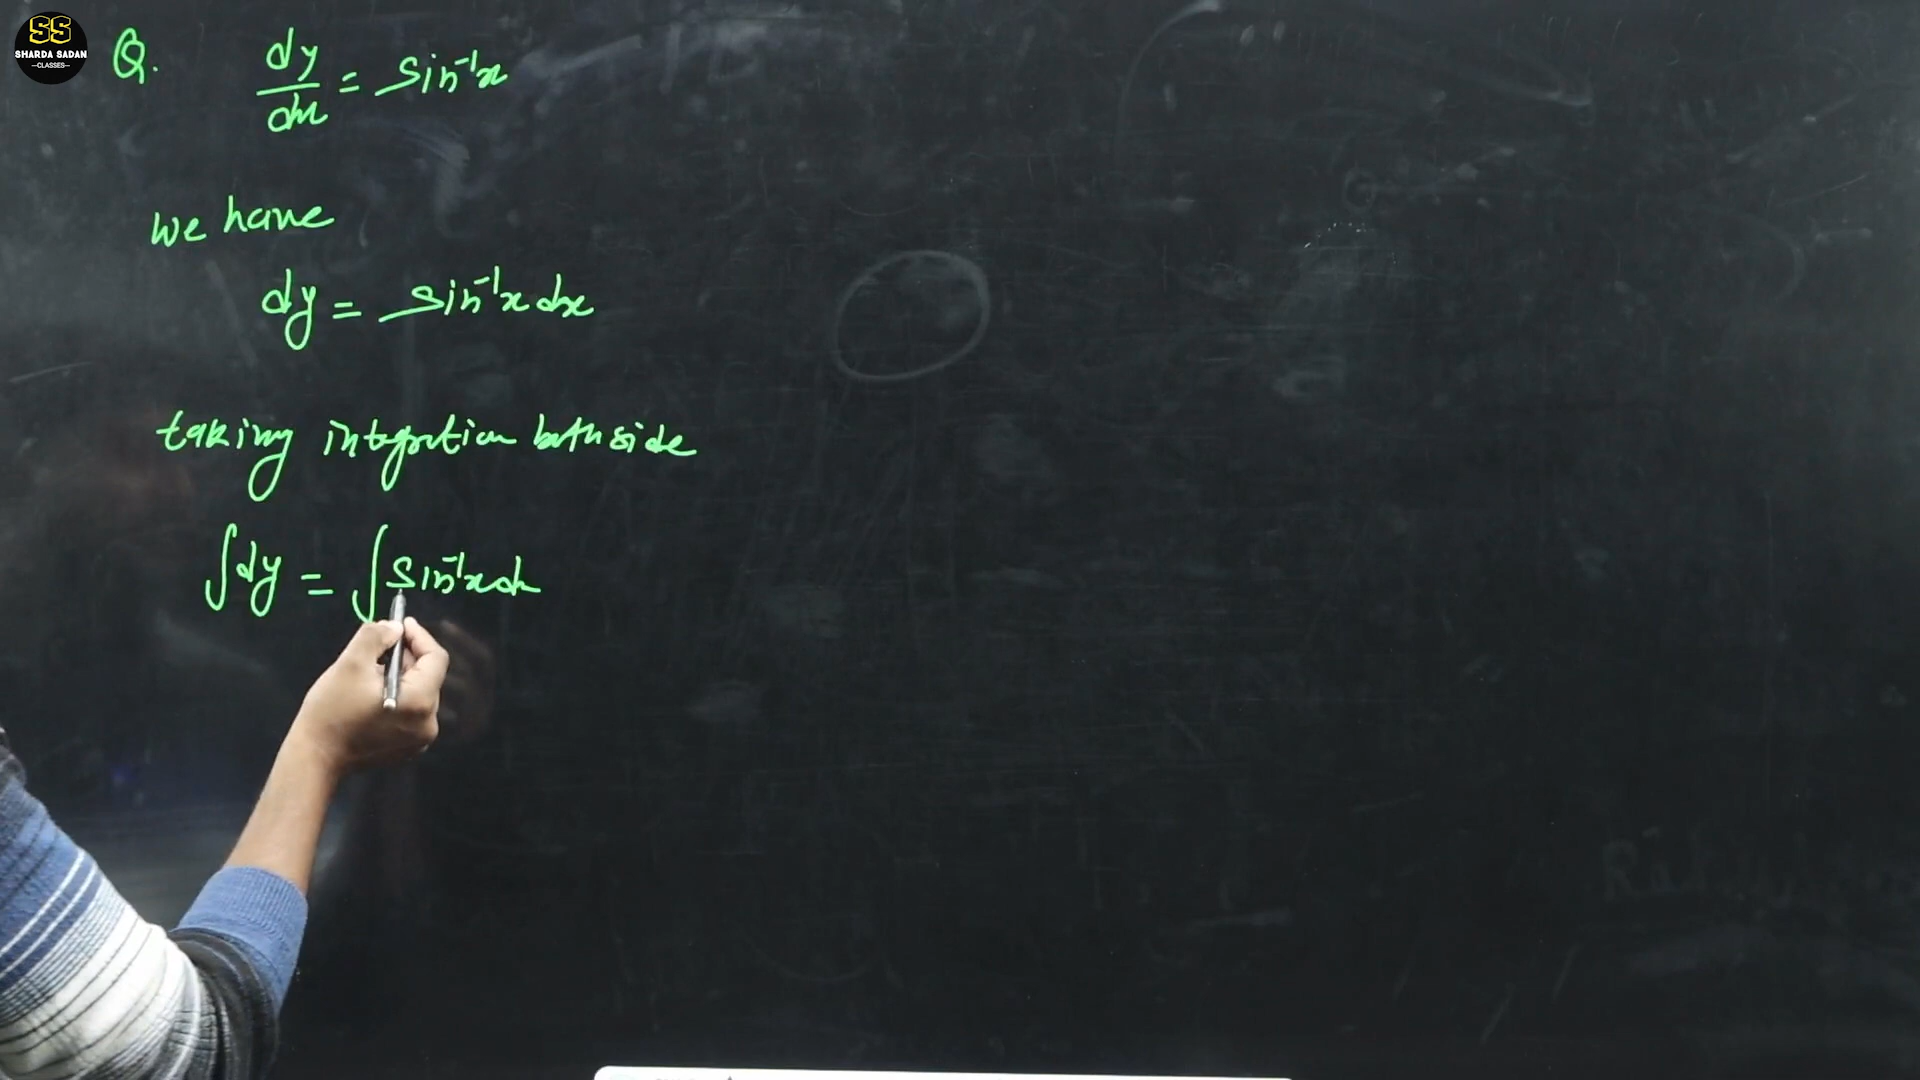 SS
SHARDA SADAN
—CLASSES—
Q. dy/dx = sin⁻¹x
we have
dy = sin⁻¹x dx
taking integration both side
∫dy = ∫sin⁻¹x dx